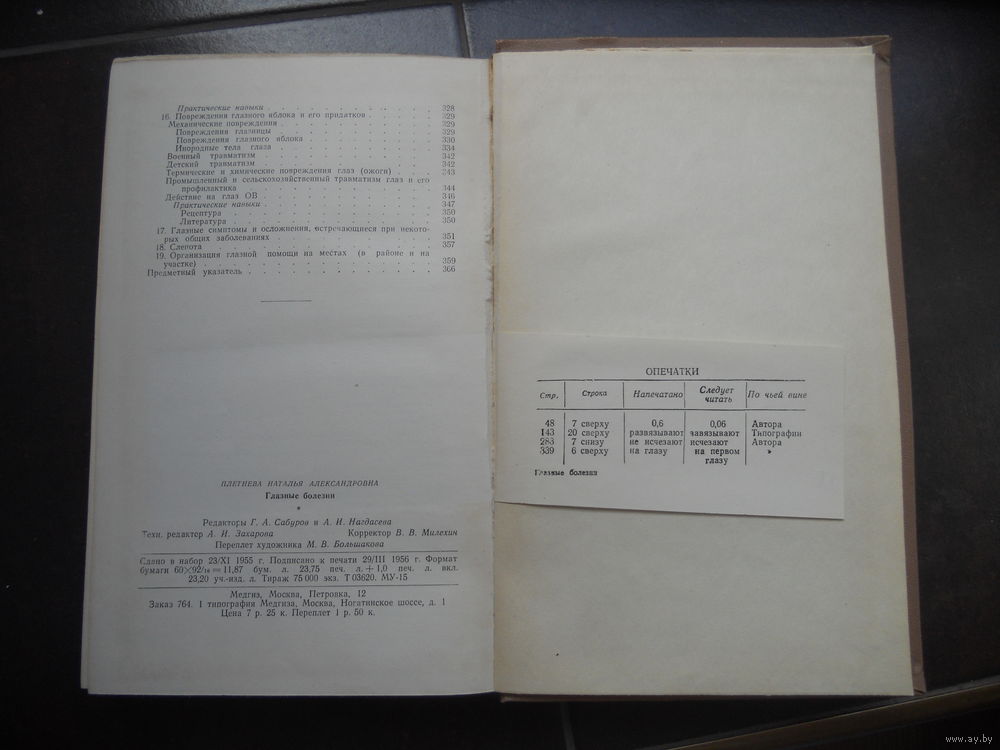 Практические навыки . . . . . . . . . . . . 328
16. Повреждения глазного яблока и его придатков . . . . . 329
Механические повреждения . . . . . . . . . . . 329
Повреждения глазницы . . . . . . . . . . . 329
Повреждения глазного яблока . . . . . . . . . 330
Инородные тела глаза . . . . . . . . . . . 334
Военный травматизм . . . . . . . . . . . . 342
Детский травматизм . . . . . . . . . . . . 342
Термические и химические повреждения глаз (ожоги) . . . 343
Промышленный и сельскохозяйственный травматизм глаз и его
профилактика . . . . . . . . . . . . . 344
Действие на глаз ОВ . . . . . . . . . . . . 346
Практические навыки . . . . . . . . . . . . 347
Рецептура . . . . . . . . . . . . . . 350
Литература . . . . . . . . . . . . . . 350
17. Глазные симптомы и осложнения, встречающиеся при некото-
рых общих заболеваниях . . . . . . . . . . . 351
18. Слепота . . . . . . . . . . . . . . . 357
19. Организация глазной помощи на местах (в районе и на
участке) . . . . . . . . . . . . . . . 359
Предметный указатель . . . . . . . . . . . . . 366
ПЛЕТНЕВА НАТАЛЬЯ АЛЕКСАНДРОВНА
Глазные болезни
*
Редакторы Г. А. Сабуров и А. И. Нагдасева
Техн. редактор А. И. Захарова Корректор В. В. Милехин
Переплет художника М. В. Большакова
Сдано в набор 23/XI 1955 г. Подписано к печати 29/III 1956 г. Формат
бумаги 60×92/16=11,87 бум. л. 23,75 печ. л.+1,0 печ. л. вкл.
23,20 уч.-изд. л. Тираж 75 000 экз. Т 03620. МУ-15
Медгиз, Москва, Петровка, 12
Заказ 764. 1 типография Медгиза, Москва, Ногатинское шоссе, д. 1
Цена 7 р. 25 к. Переплет 1 р. 50 к.
ОПЕЧАТКИ
Стр. Строка Напечатано Следует читать По чьей вине
48 7 сверху 0,6 0,06 Автора
143 20 сверху развязывают завязывают Типографии
283 7 снизу не исчезают исчезают Автора
339 6 сверху на глазу на первом глазу »
Глазные болезни
www.ay.by